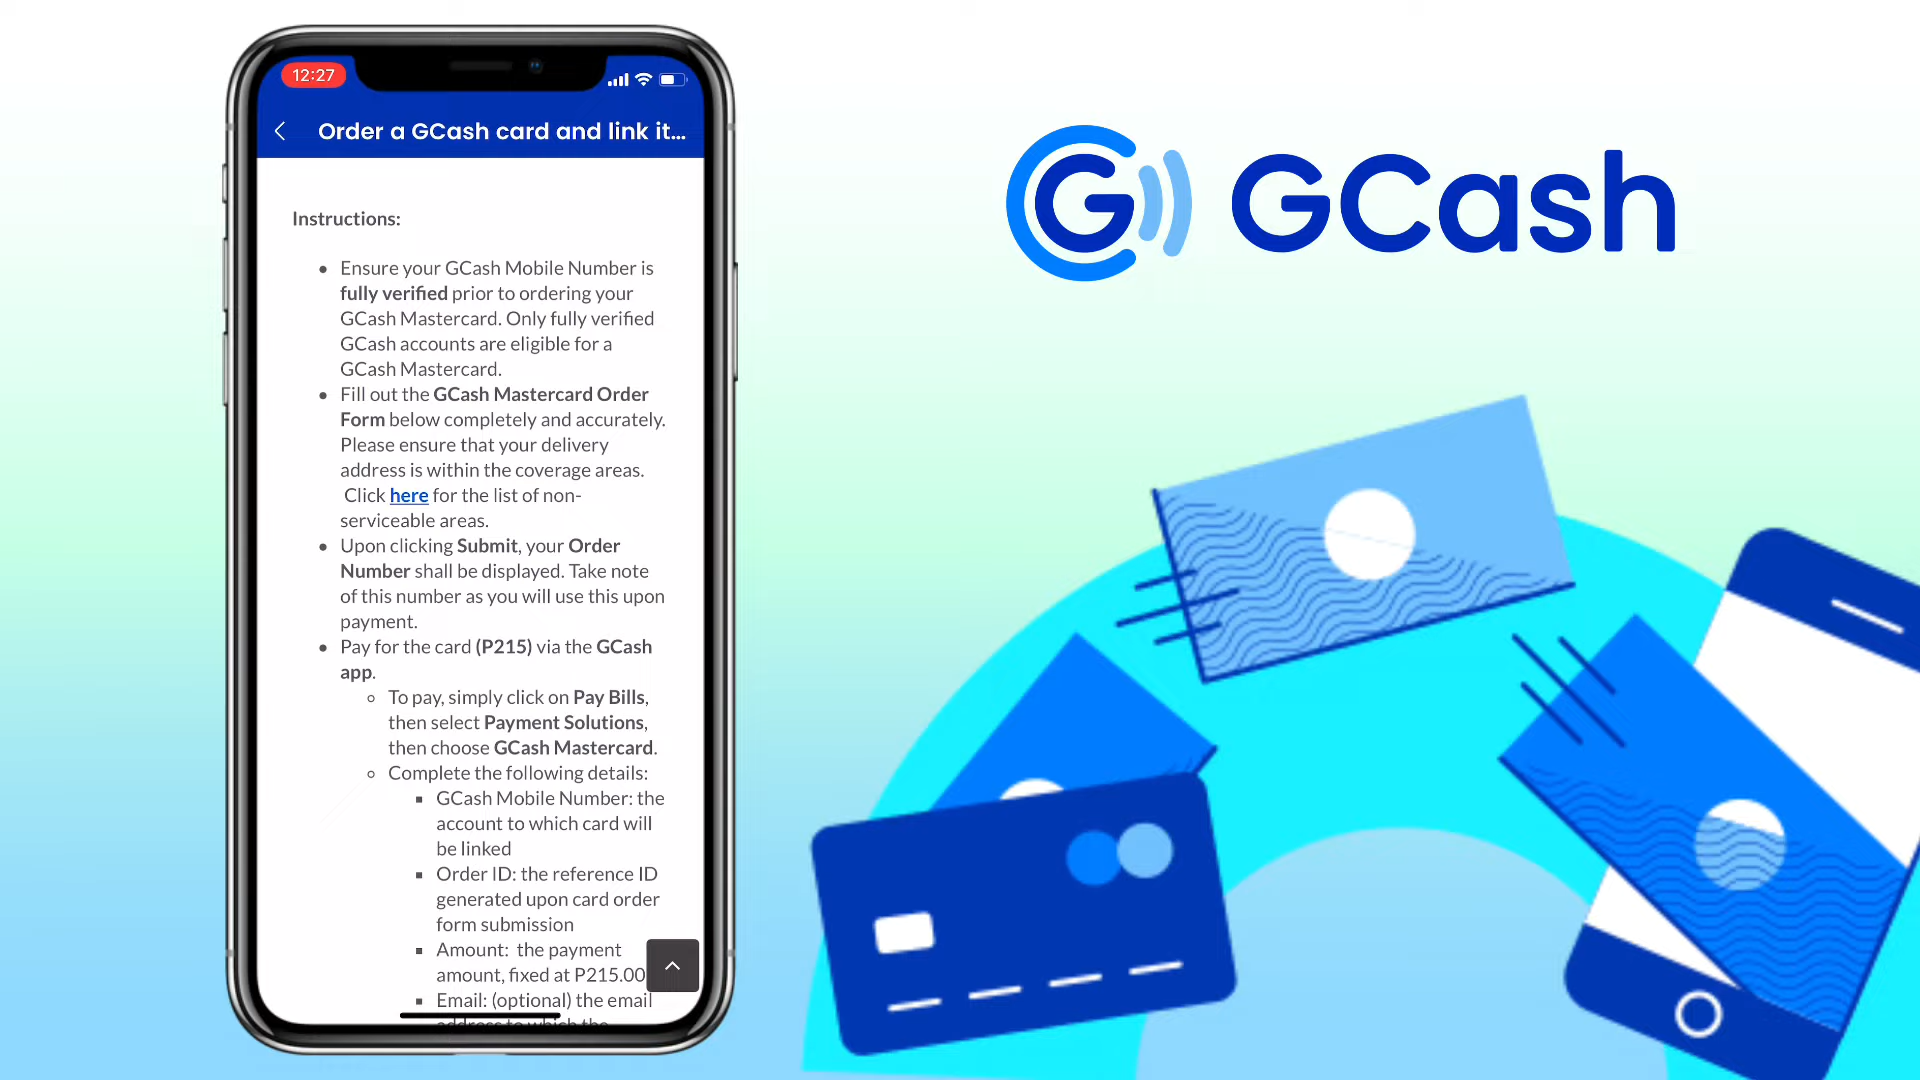 12:27
Order a GCash card and link it...
Instructions:
• Ensure your GCash Mobile Number is
fully verified prior to ordering your
GCash Mastercard. Only fully verified
GCash accounts are eligible for a
GCash Mastercard.
• Fill out the GCash Mastercard Order
Form below completely and accurately.
Please ensure that your delivery
address is within the coverage areas.
Click here for the list of non-
serviceable areas.
• Upon clicking Submit, your Order
Number shall be displayed. Take note
of this number as you will use this upon
payment.
• Pay for the card (P215) via the GCash
app.
◦ To pay, simply click on Pay Bills,
then select Payment Solutions,
then choose GCash Mastercard.
◦ Complete the following details:
▪ GCash Mobile Number: the
account to which card will
be linked
▪ Order ID: the reference ID
generated upon card order
form submission
▪ Amount: the payment
amount, fixed at P215.00
▪ Email: (optional) the email
address to which the
G GCash